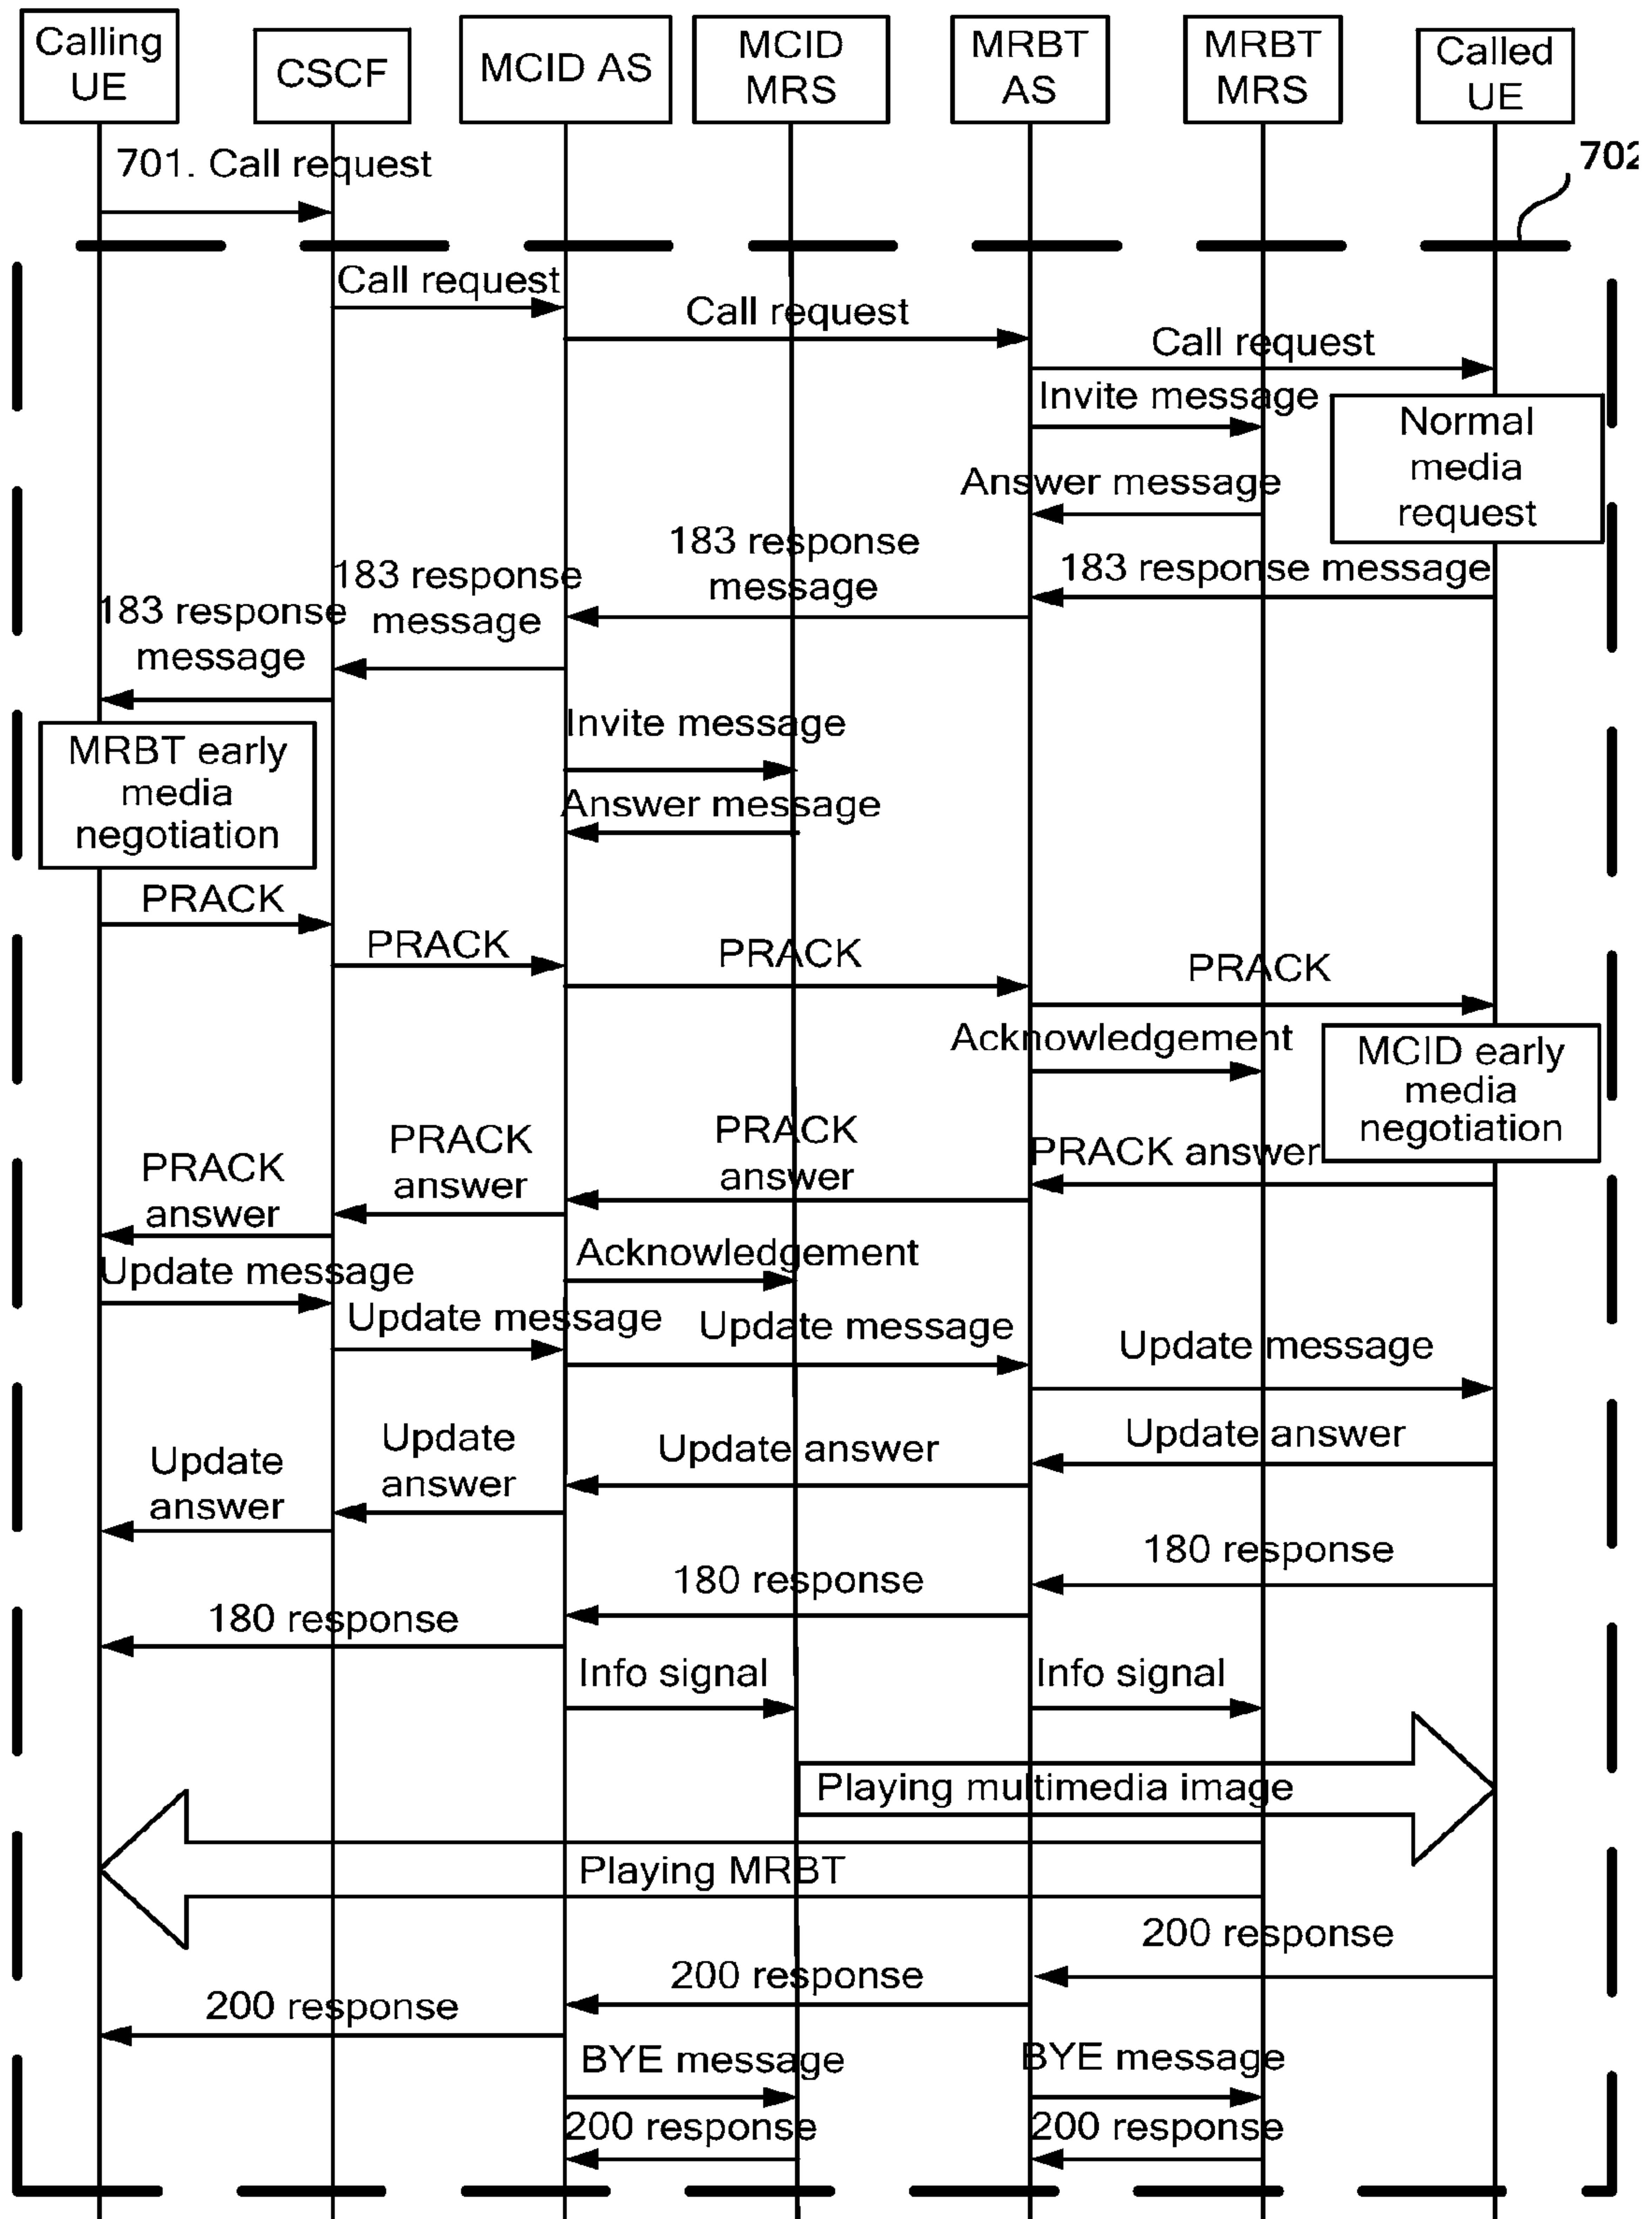 Calling
UE
CSCF
MCID AS
MCID
MRS
MRBT
AS
MRBT
MRS
Called
UE
701. Call request
702
Call request
Call request
Call request
Invite message
Normal
media
request
Answer message
183 response
message
183 response message
183 response
message
183 response
message
Invite message
MRBT early
media
negotiation
Answer message
PRACK
PRACK
PRACK
PRACK
Acknowledgement
MCID early
media
negotiation
PRACK
answer
PRACK answer
PRACK
answer
PRACK
answer
Acknowledgement
Update message
Update message
Update message
Update message
Update answer
Update
answer
Update answer
Update
answer
180 response
180 response
180 response
Info signal
Info signal
Playing multimedia image
Playing MRBT
200 response
200 response
200 response
BYE message
BYE message
200 response
200 response